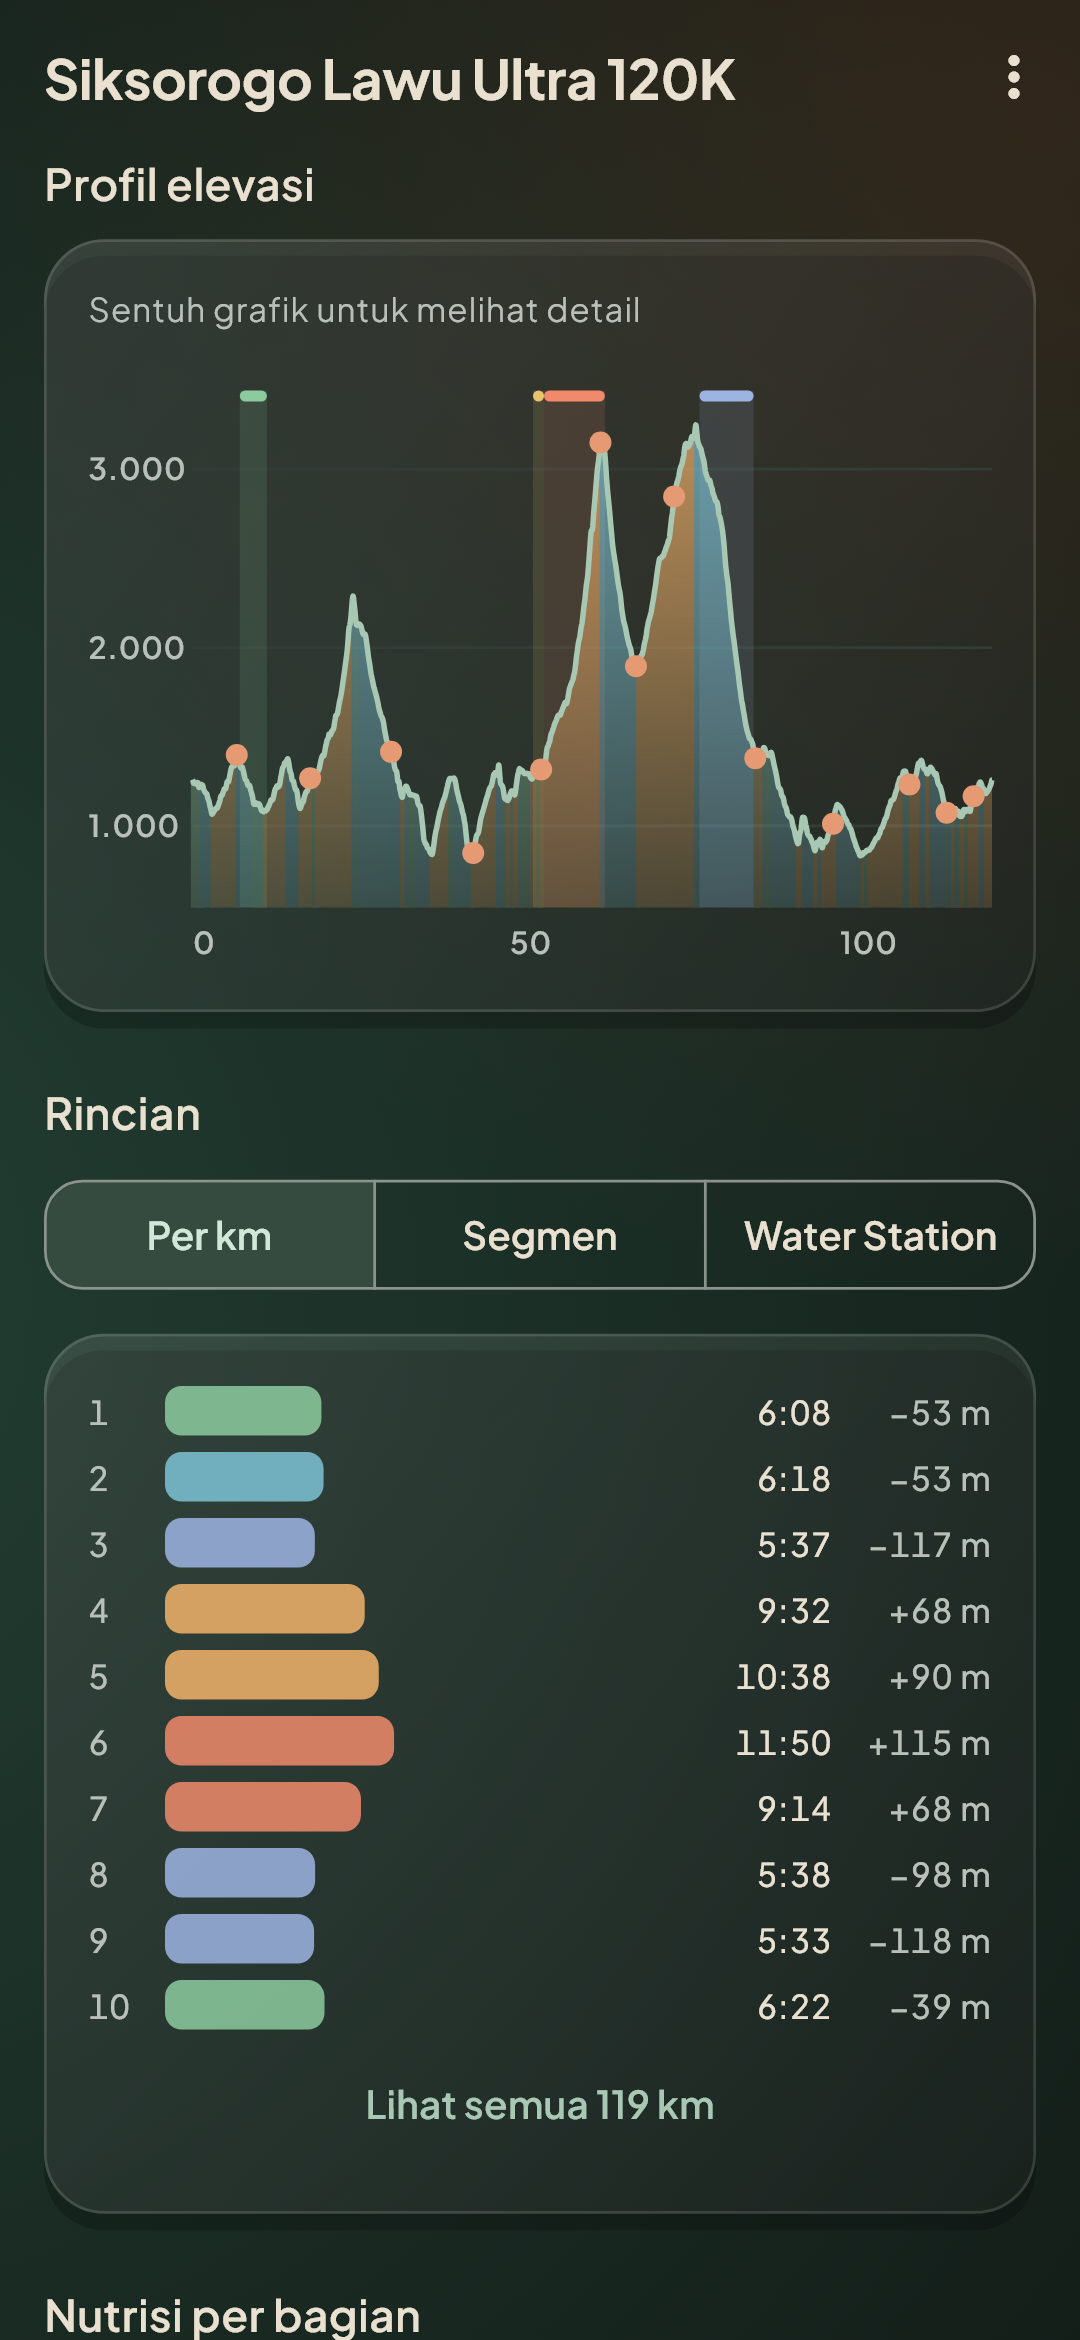 Siksorogo Lawu Ultra 120K
Profil elevasi
Sentuh grafik untuk melihat detail
3.000
2.000
1.000
0 50 100
Rincian
Per km Segmen Water Station
1 6:08 −53 m
2 6:18 −53 m
3 5:37 −117 m
4 9:32 +68 m
5 10:38 +90 m
6 11:50 +115 m
7 9:14 +68 m
8 5:38 −98 m
9 5:33 −118 m
10 6:22 −39 m
Lihat semua 119 km
Nutrisi per bagian